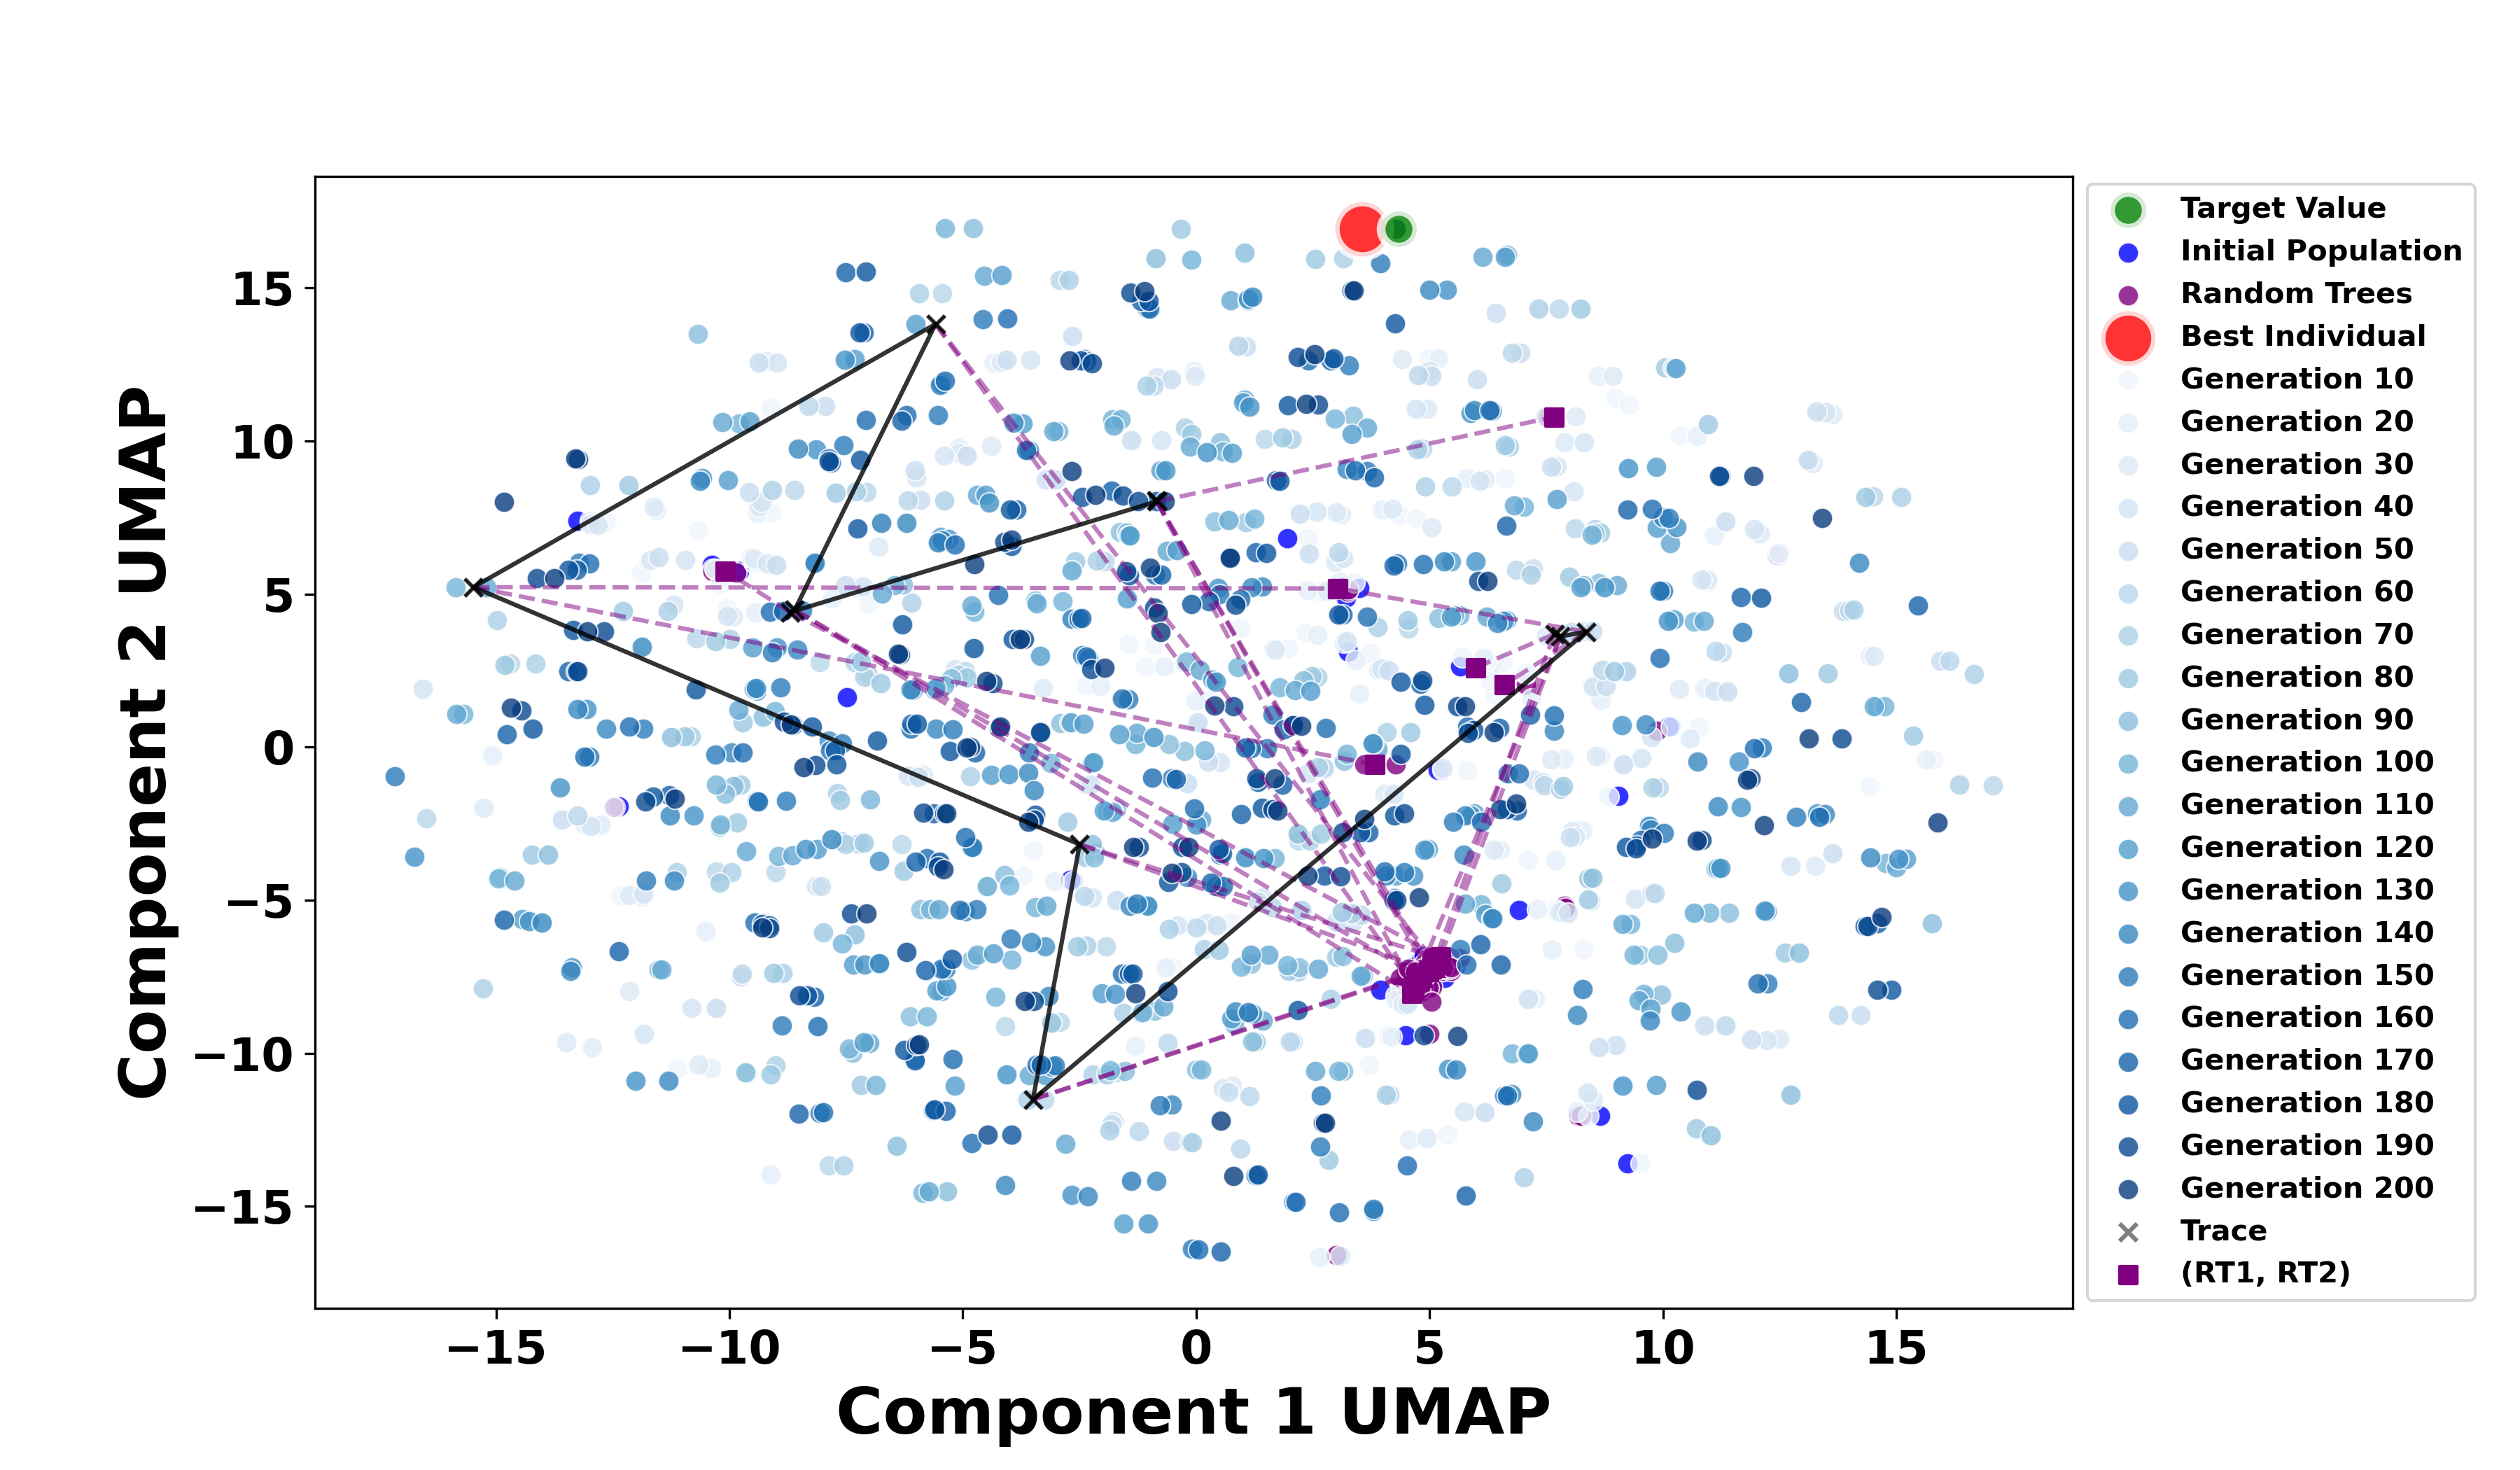 15
10
5
0
−5
−10
−15
Component 2 UMAP
−15 −10 −5 0 5 10 15
Component 1 UMAP
Target Value
Initial Population
Random Trees
Best Individual
Generation 10
Generation 20
Generation 30
Generation 40
Generation 50
Generation 60
Generation 70
Generation 80
Generation 90
Generation 100
Generation 110
Generation 120
Generation 130
Generation 140
Generation 150
Generation 160
Generation 170
Generation 180
Generation 190
Generation 200
Trace
(RT1, RT2)